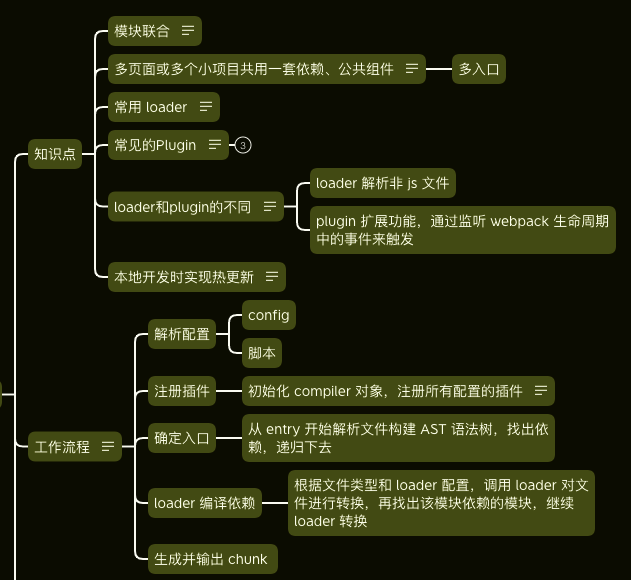 模块联合
多页面或多个小项目共用一套依赖、公共组件
多入口
常用 loader
常见的Plugin
3
知识点
loader和plugin的不同
loader 解析非 js 文件
plugin 扩展功能，通过监听 webpack 生命周期
中的事件来触发
本地开发时实现热更新
工作流程
解析配置
config
脚本
注册插件
初始化 compiler 对象，注册所有配置的插件
确定入口
从 entry 开始解析文件构建 AST 语法树，找出依
赖，递归下去
loader 编译依赖
根据文件类型和 loader 配置，调用 loader 对文
件进行转换，再找出该模块依赖的模块，继续
loader 转换
生成并输出 chunk